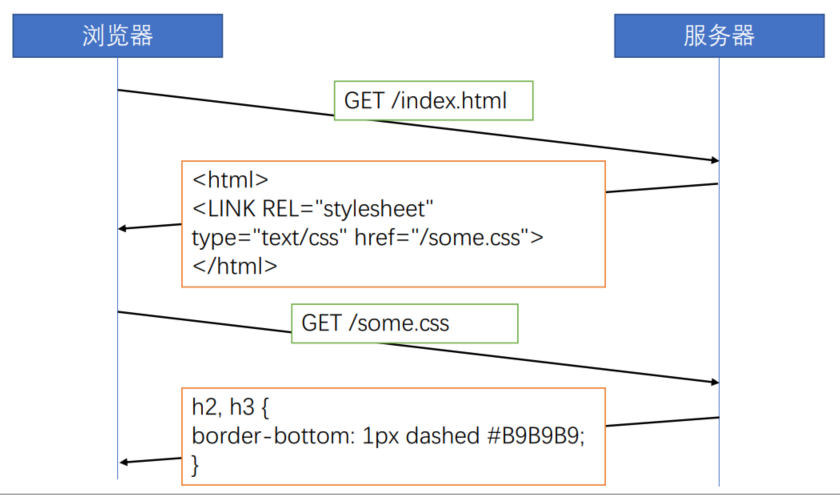 浏览器
服务器
GET /index.html
<html>
<LINK REL="stylesheet"
type="text/css" href="/some.css">
</html>
GET /some.css
h2, h3 {
border-bottom: 1px dashed #B9B9B9;
}